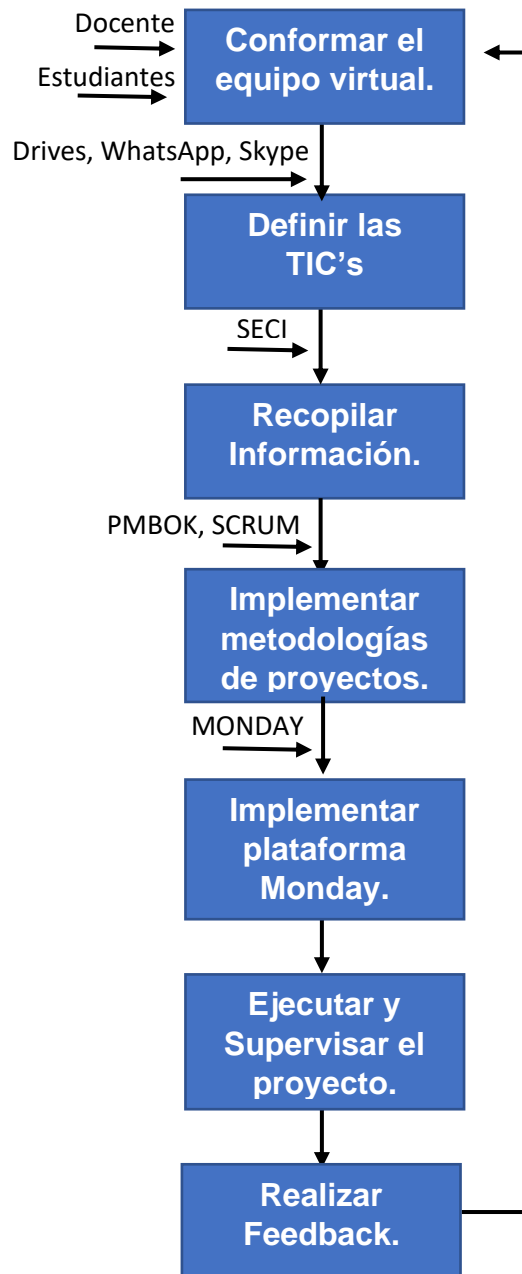 Docente
Estudiantes
Conformar el
equipo virtual.
Drives, WhatsApp, Skype
Definir las
TIC’s
SECI
Recopilar
Información.
PMBOK, SCRUM
Implementar
metodologías
de proyectos.
MONDAY
Implementar
plataforma
Monday.
Ejecutar y
Supervisar el
proyecto.
Realizar
Feedback.